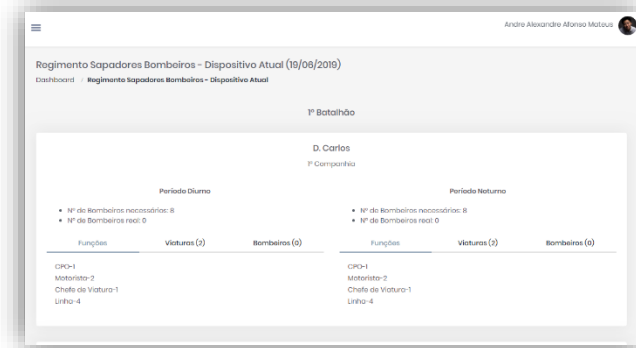 Andre Alexandre Afonso Mateus
Regimento Sapadores Bombeiros - Dispositivo Atual (19/06/2019)
Dashboard / Regimento Sapadores Bombeiros - Dispositivo Atual
1º Batalhão
D. Carlos
1ª Companhia
Período Diurno
Nº de Bombeiros necessários: 8
Nº de Bombeiros real: 0
Funções Viaturas (2) Bombeiros (0)
CPO-1
Motorista-2
Chefe de Viatura-1
Linha-4
Período Noturno
Nº de Bombeiros necessários: 8
Nº de Bombeiros real: 0
Funções Viaturas (2) Bombeiros (0)
CPO-1
Motorista-2
Chefe de Viatura-1
Linha-4